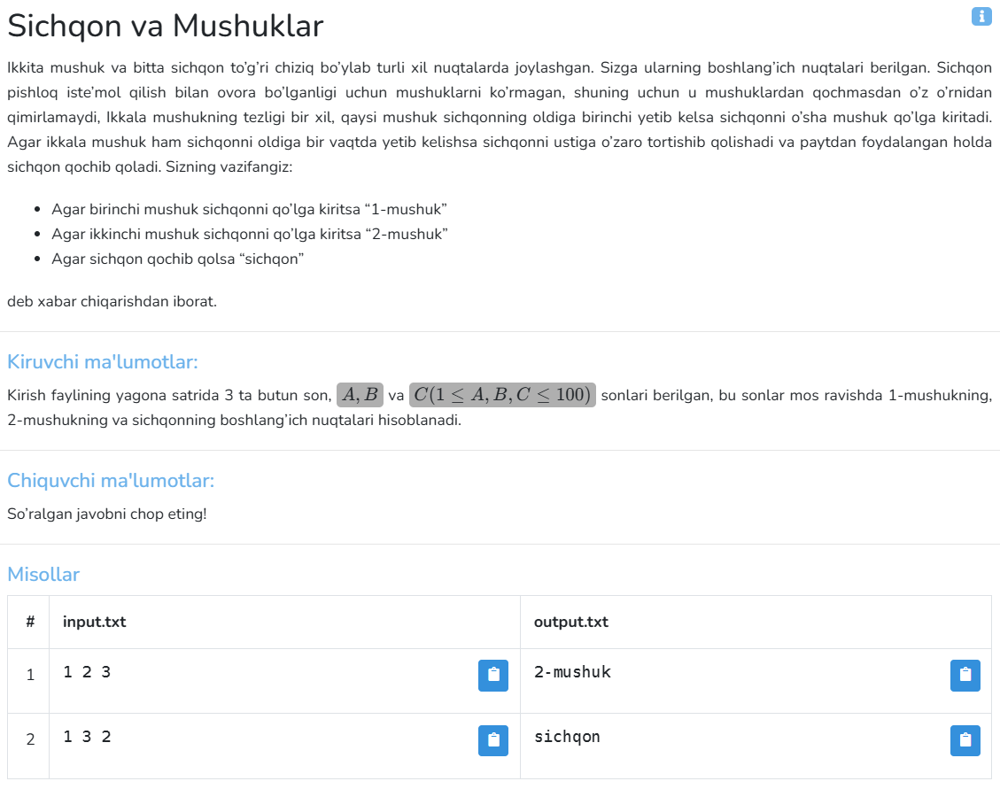 Sichqon va Mushuklar
Ikkita mushuk va bitta sichqon to’g’ri chiziq bo’ylab turli xil nuqtalarda joylashgan. Sizga ularning boshlang’ich nuqtalari berilgan. Sichqon
pishloq iste’mol qilish bilan ovora bo’lganligi uchun mushuklarni ko’rmagan, shuning uchun u mushuklardan qochmasdan o’z o’rnidan
qimirlamaydi, Ikkala mushukning tezligi bir xil, qaysi mushuk sichqonning oldiga birinchi yetib kelsa sichqonni o’sha mushuk qo’lga kiritadi.
Agar ikkala mushuk ham sichqonni oldiga bir vaqtda yetib kelishsa sichqonni ustiga o’zaro tortishib qolishadi va paytdan foydalangan holda
sichqon qochib qoladi. Sizning vazifangiz:
• Agar birinchi mushuk sichqonni qo’lga kiritsa “1-mushuk”
• Agar ikkinchi mushuk sichqonni qo’lga kiritsa “2-mushuk”
• Agar sichqon qochib qolsa “sichqon”
deb xabar chiqarishdan iborat.
Kiruvchi ma'lumotlar:
Kirish faylining yagona satrida 3 ta butun son, A, B va C(1 ≤ A, B, C ≤ 100) sonlari berilgan, bu sonlar mos ravishda 1-mushukning,
2-mushukning va sichqonning boshlang’ich nuqtalari hisoblanadi.
Chiquvchi ma'lumotlar:
So’ralgan javobni chop eting!
Misollar
# input.txt output.txt
1 1 2 3 2-mushuk
2 1 3 2 sichqon